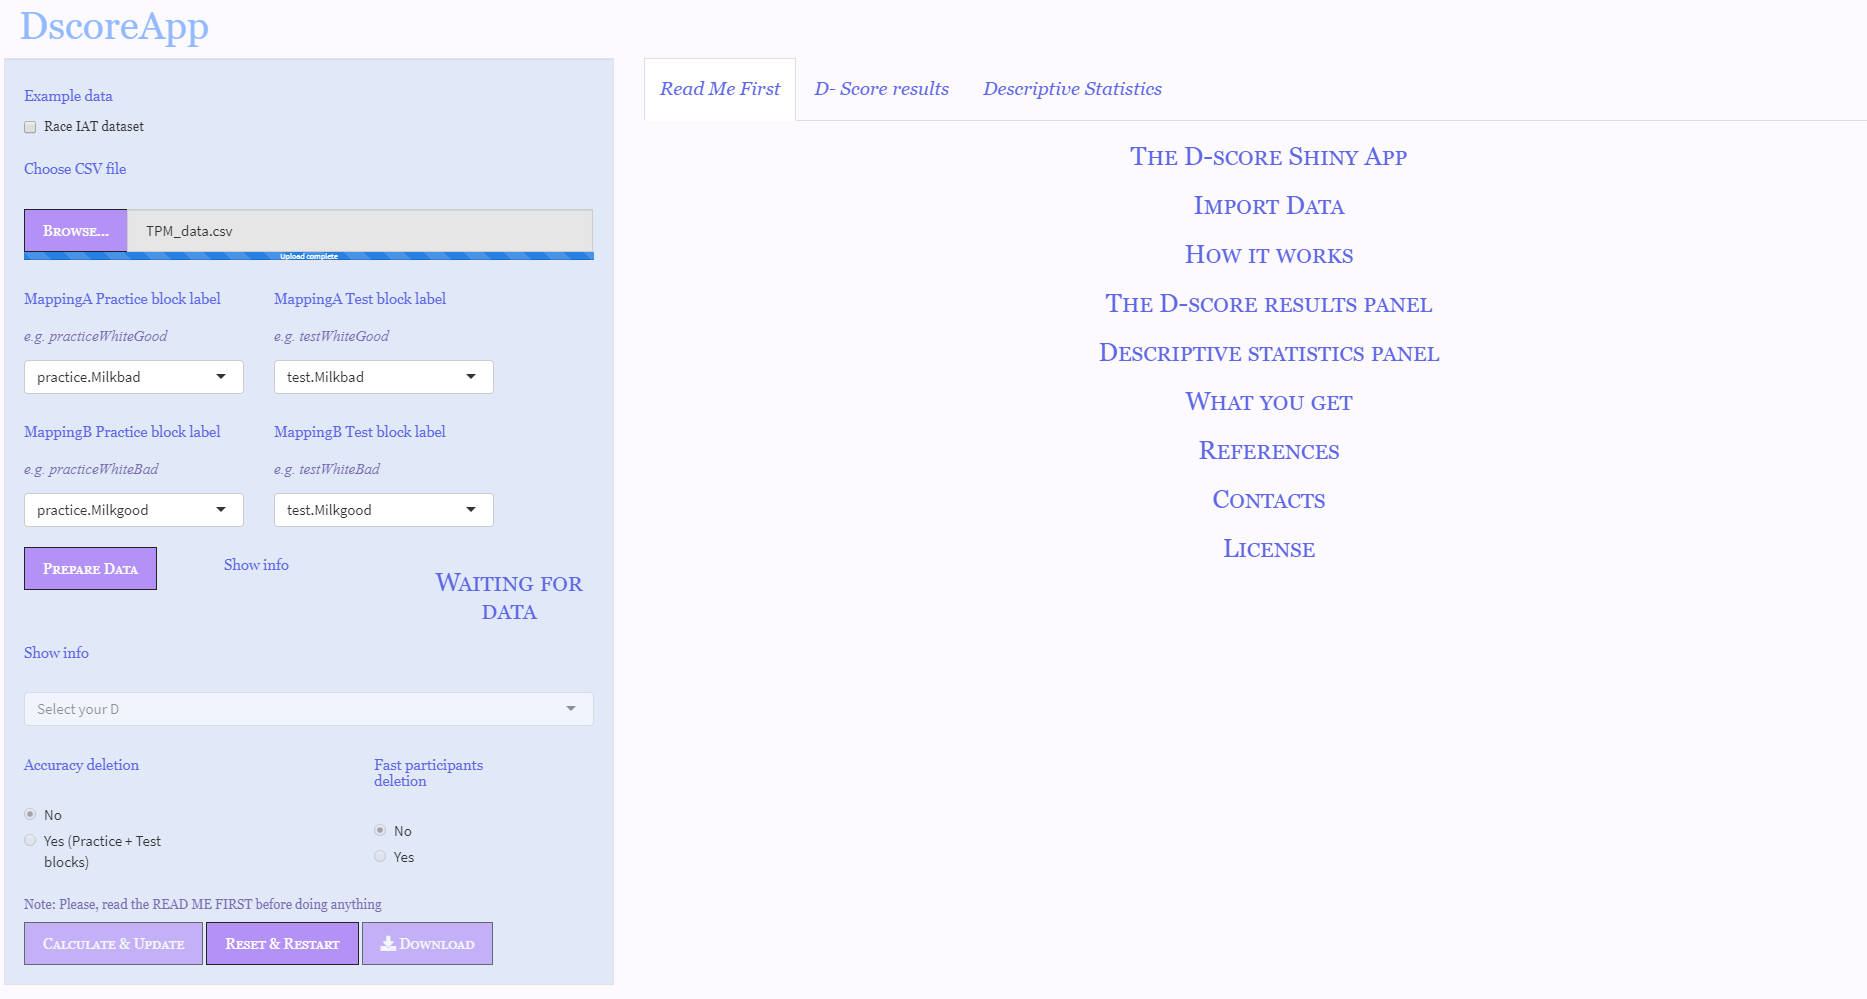 DscoreApp
Example data
Race IAT dataset
Choose CSV file
Browse...
TPM_data.csv
Upload complete
MappingA Practice block label
MappingA Test block label
e.g. practiceWhiteGood
e.g. testWhiteGood
practice.Milkbad
test.Milkbad
MappingB Practice block label
MappingB Test block label
e.g. practiceWhiteBad
e.g. testWhiteBad
practice.Milkgood
test.Milkgood
Prepare Data
Show info
Waiting for
data
Show info
Select your D
Accuracy deletion
No
Yes (Practice + Test
blocks)
Fast participants
deletion
No
Yes
Note: Please, read the READ ME FIRST before doing anything
Calculate & Update
Reset & Restart
Download
Read Me First
D- Score results
Descriptive Statistics
The D-score Shiny App
Import Data
How it works
The D-score results panel
Descriptive statistics panel
What you get
References
Contacts
License